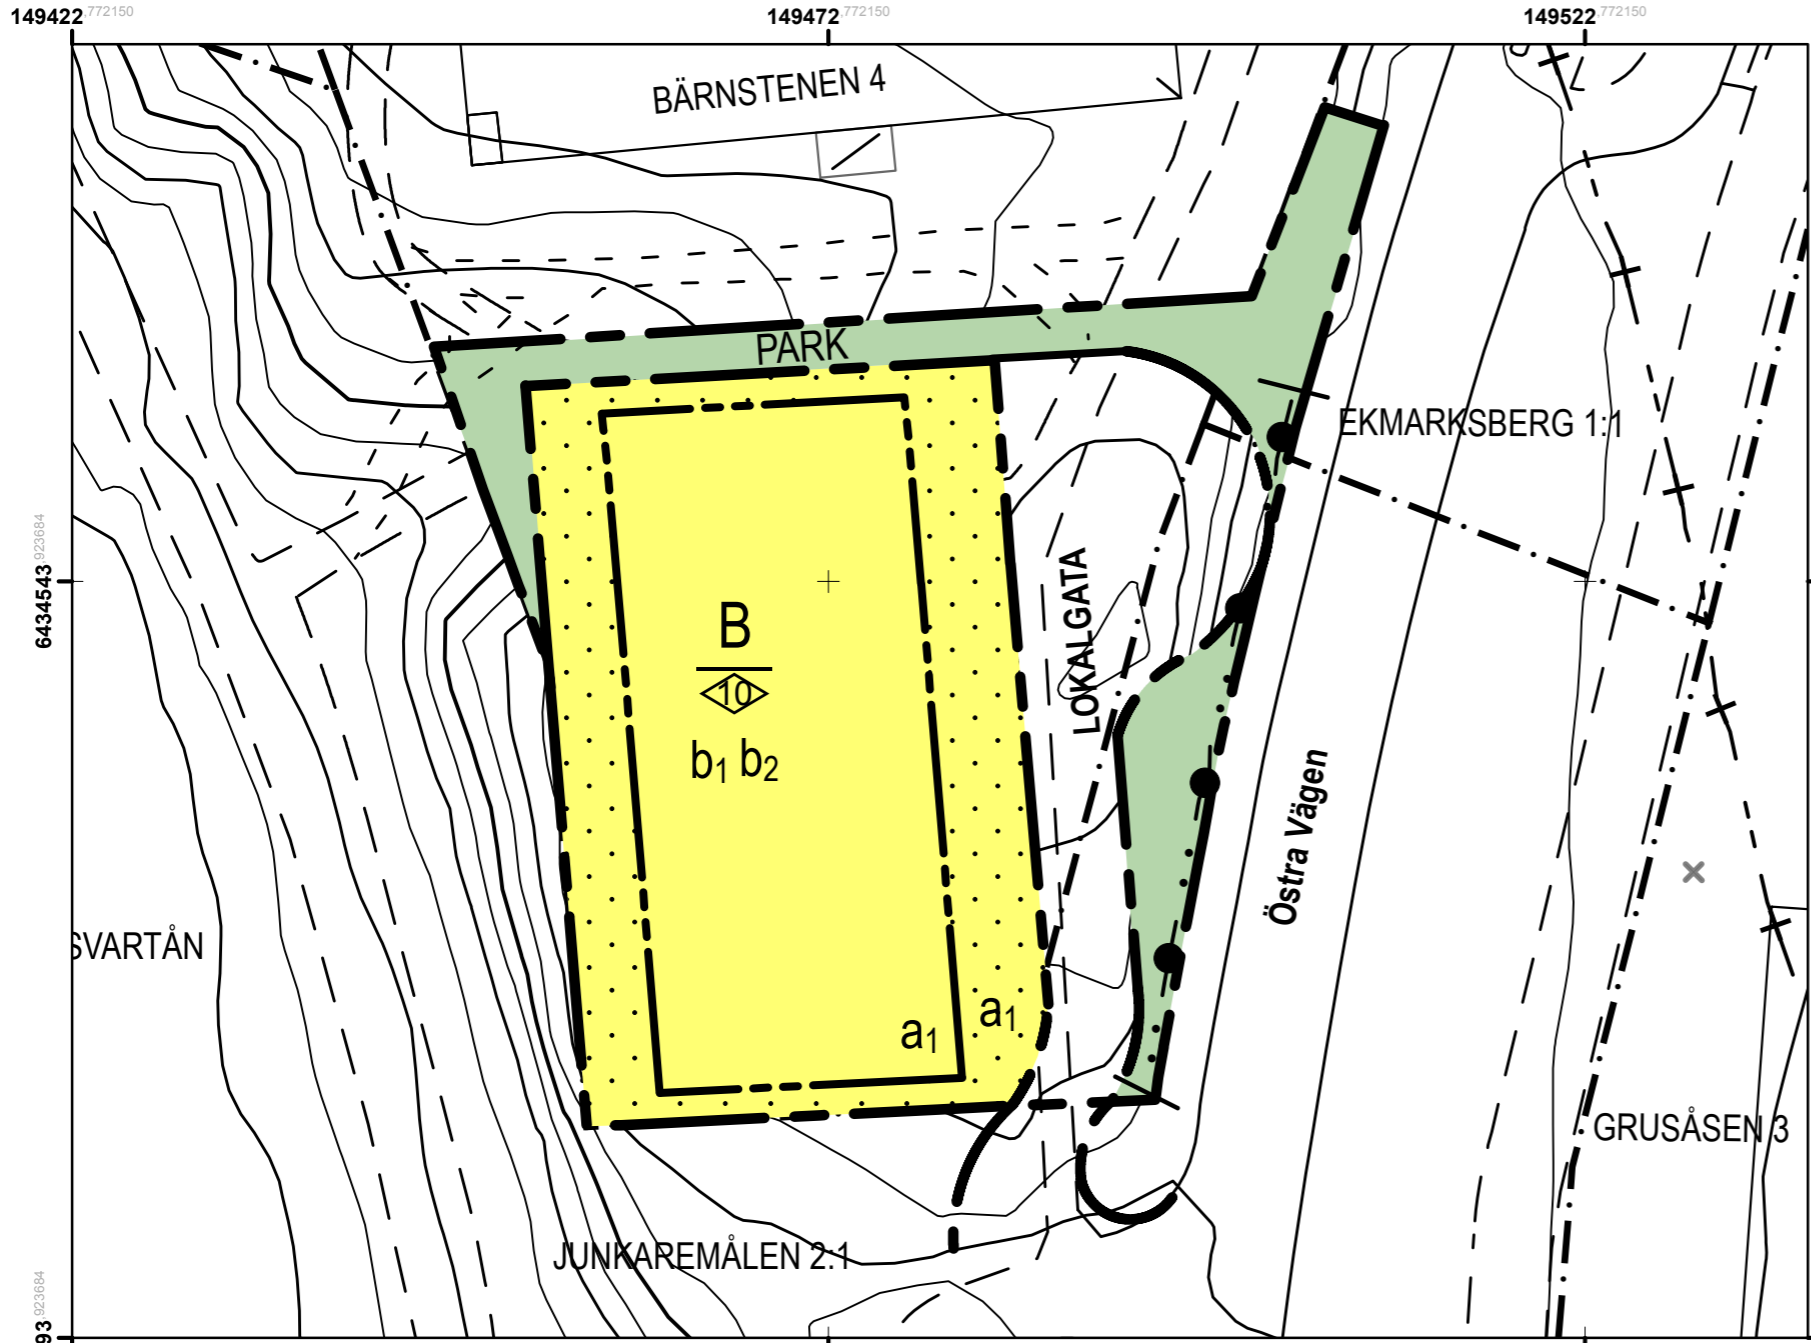 149422,772150
149472,772150
149522,772150
BÄRNSTENEN 4
PARK
EKMARKSBERG 1:1
6434543,923684
LOKALGATA
B
10
b1 b2
Östra Vägen
SVARTÅN
a1
a1
GRUSÅSEN 3
JUNKAREMÅLEN 2:1
93,923684